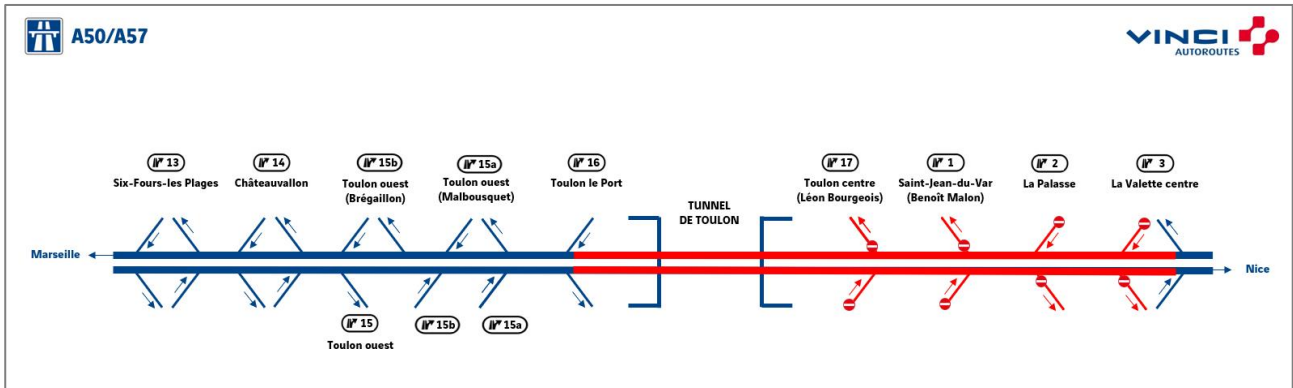 A50/A57
VINCI
AUTOROUTES
13
Six-Fours-les Plages
14
Châteauvallon
15b
Toulon ouest
(Brégaillon)
15a
Toulon ouest
(Malbousquet)
16
Toulon le Port
TUNNEL
DE TOULON
17
Toulon centre
(Léon Bourgeois)
1
Saint-Jean-du-Var
(Benoît Malon)
2
La Palasse
3
La Valette centre
Marseille
Nice
15
Toulon ouest
15b
15a